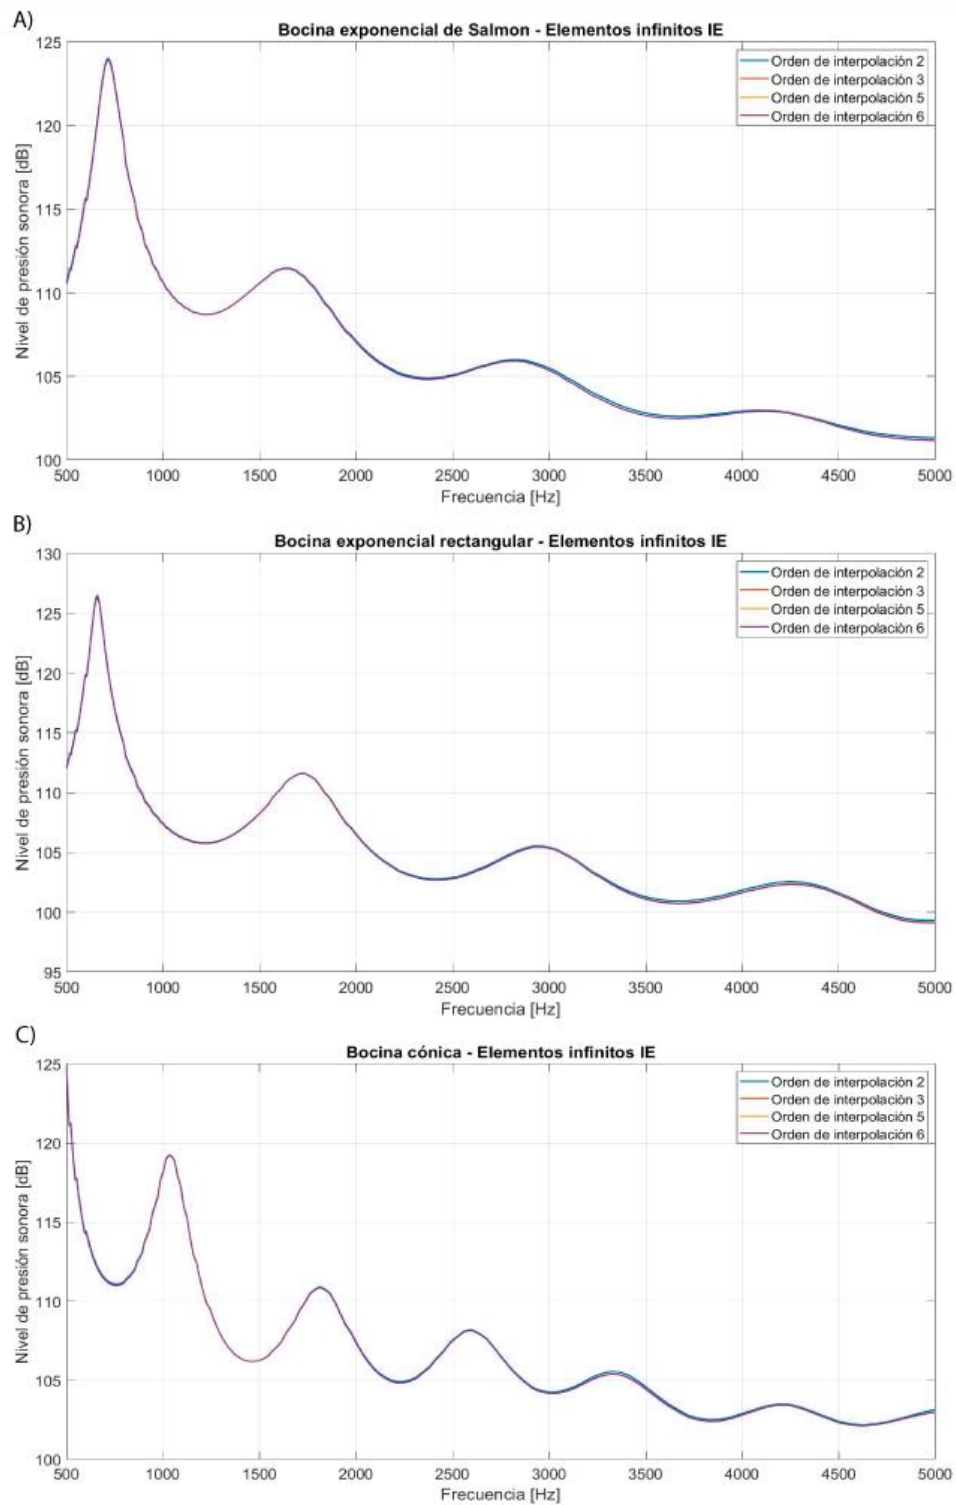 A)
Bocina exponencial de Salmon - Elementos infinitos IE
125
120
115
110
105
100
Nivel de presión sonora [dB]
Orden de interpolación 2
Orden de interpolación 3
Orden de interpolación 5
Orden de interpolación 6
500 1000 1500 2000 2500 3000 3500 4000 4500 5000
Frecuencia [Hz]
B)
Bocina exponencial rectangular - Elementos infinitos IE
130
125
120
115
110
105
100
95
Nivel de presión sonora [dB]
Orden de interpolación 2
Orden de interpolación 3
Orden de interpolación 5
Orden de interpolación 6
500 1000 1500 2000 2500 3000 3500 4000 4500 5000
Frecuencia [Hz]
C)
Bocina cónica - Elementos infinitos IE
125
120
115
110
105
100
Nivel de presión sonora [dB]
Orden de interpolación 2
Orden de interpolación 3
Orden de interpolación 5
Orden de interpolación 6
500 1000 1500 2000 2500 3000 3500 4000 4500 5000
Frecuencia [Hz]